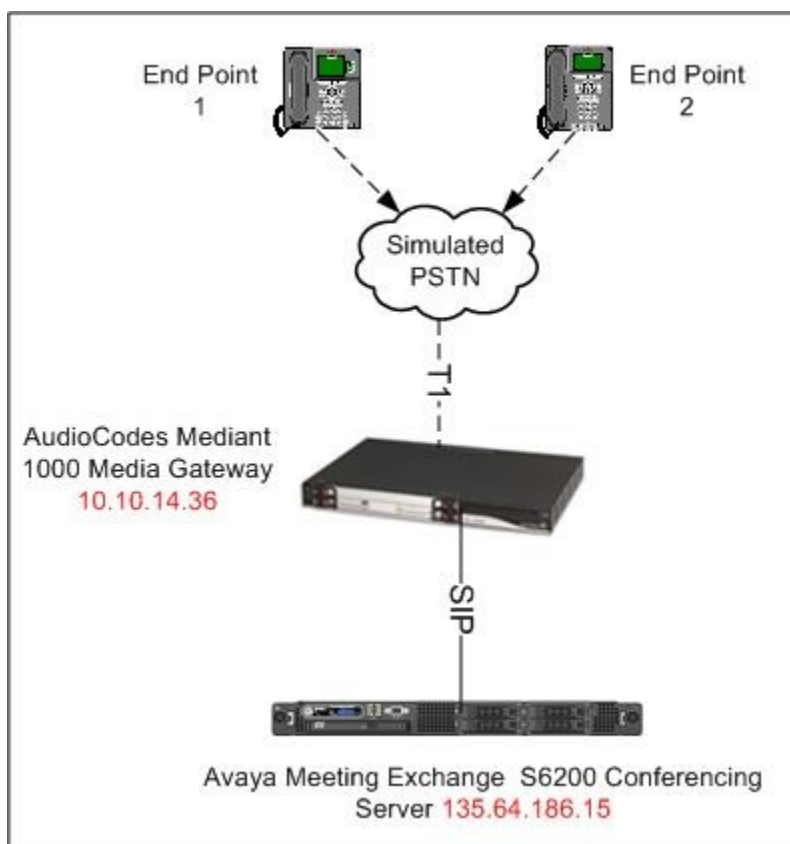 End Point
1
End Point
2
Simulated
PSTN
T1
AudioCodes Mediant
1000 Media Gateway
10.10.14.36
SIP
Avaya Meeting Exchange S6200 Conferencing
Server 135.64.186.15